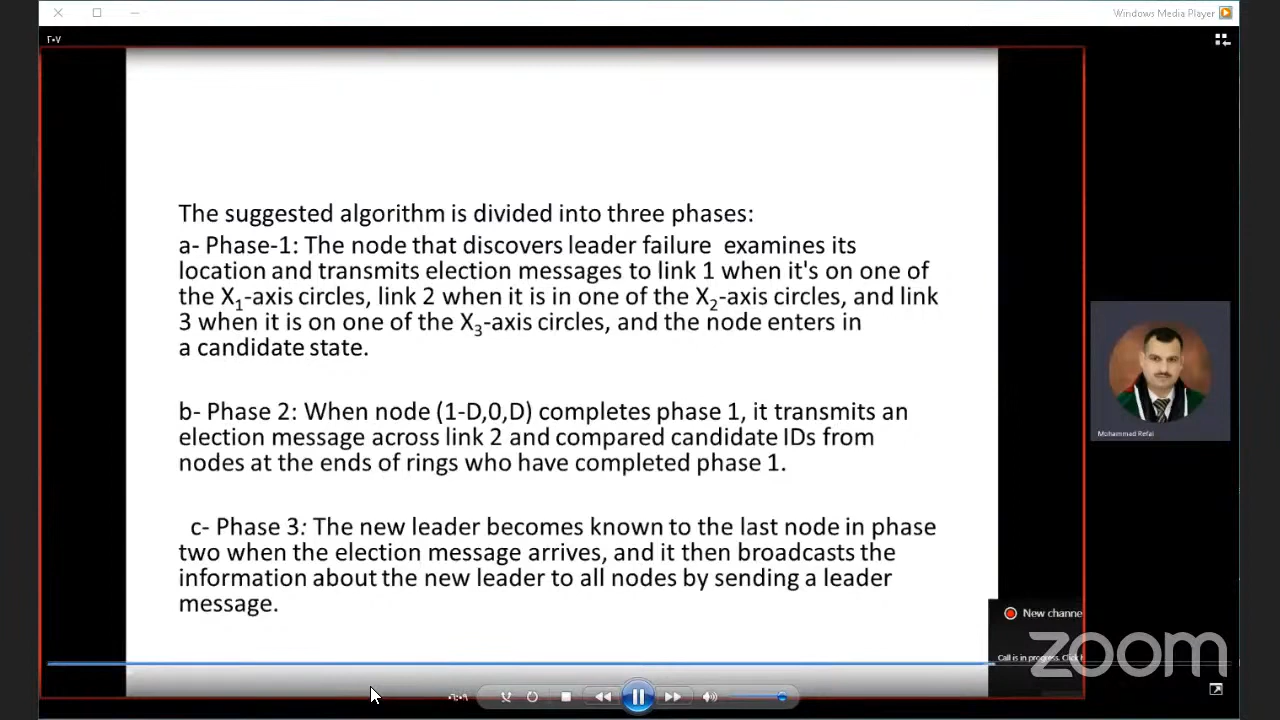 Windows Media Player
٢٠٧
The suggested algorithm is divided into three phases:
a- Phase-1: The node that discovers leader failure examines its
location and transmits election messages to link 1 when it's on one of
the X₁-axis circles, link 2 when it is in one of the X₂-axis circles, and link
3 when it is on one of the X₃-axis circles, and the node enters in
a candidate state.
b- Phase 2: When node (1-D,0,D) completes phase 1, it transmits an
election message across link 2 and compared candidate IDs from
nodes at the ends of rings who have completed phase 1.
c- Phase 3: The new leader becomes known to the last node in phase
two when the election message arrives, and it then broadcasts the
information about the new leader to all nodes by sending a leader
message.
Mohammad Refai
New channe
Call is in progress. Click
zoom